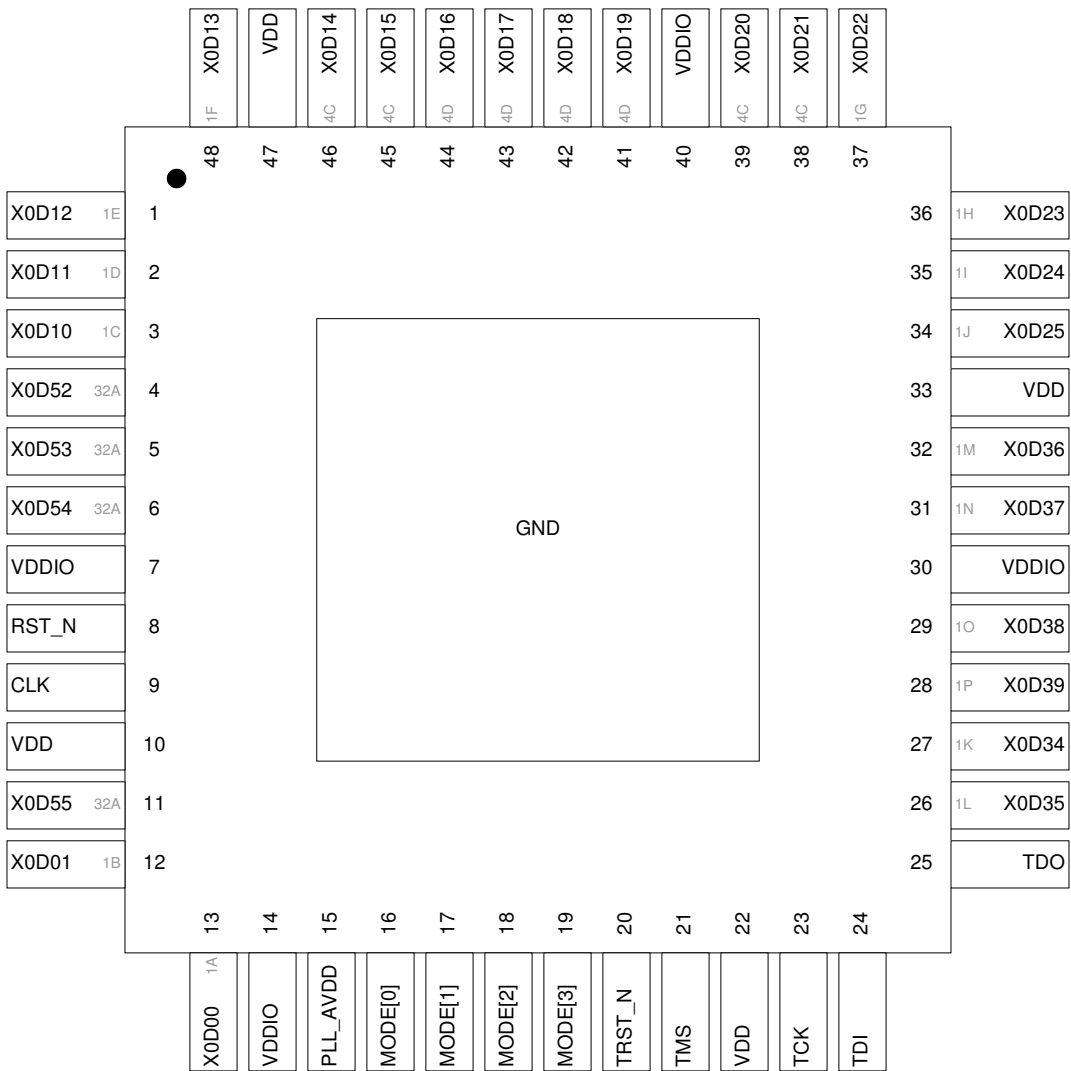 X0D13 VDD X0D14 X0D15 X0D16 X0D17 X0D18 X0D19 VDDIO X0D20 X0D21 X0D22
1F 4C 4C 4D 4D 4D 4D 4C 4C 1G
48 47 46 45 44 43 42 41 40 39 38 37
X0D12 1E 1 36 1H X0D23
X0D11 1D 2 35 1I X0D24
X0D10 1C 3 34 1J X0D25
X0D52 32A 4 33 VDD
X0D53 32A 5 32 1M X0D36
X0D54 32A 6 31 1N X0D37
GND
VDDIO 7 30 VDDIO
RST_N 8 29 1O X0D38
CLK 9 28 1P X0D39
VDD 10 27 1K X0D34
X0D55 32A 11 26 1L X0D35
X0D01 1B 12 25 TDO
13 14 15 16 17 18 19 20 21 22 23 24
1A
X0D00 VDDIO PLL_AVDD MODE[0] MODE[1] MODE[2] MODE[3] TRST_N TMS VDD TCK TDI